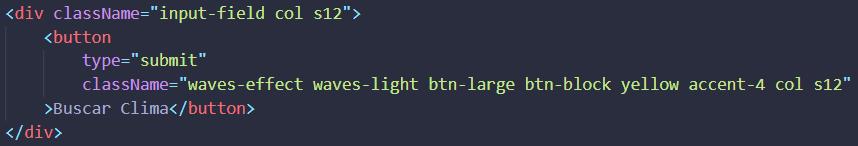 <div className="input-field col s12">
<button
type="submit"
className="waves-effect waves-light btn-large btn-block yellow accent-4 col s12"
>Buscar Clima</button>
</div>